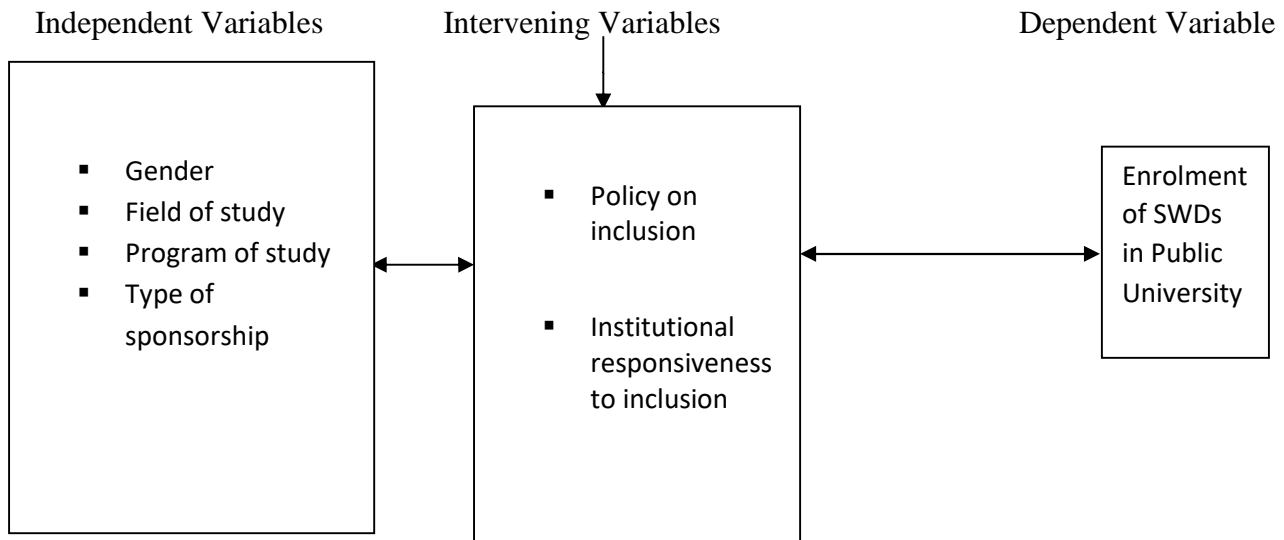 Independent Variables
Intervening Variables
Dependent Variable
▪ Gender
▪ Field of study
▪ Program of study
▪ Type of
sponsorship
▪ Policy on
inclusion
▪ Institutional
responsiveness
to inclusion
Enrolment
of SWDs
in Public
University